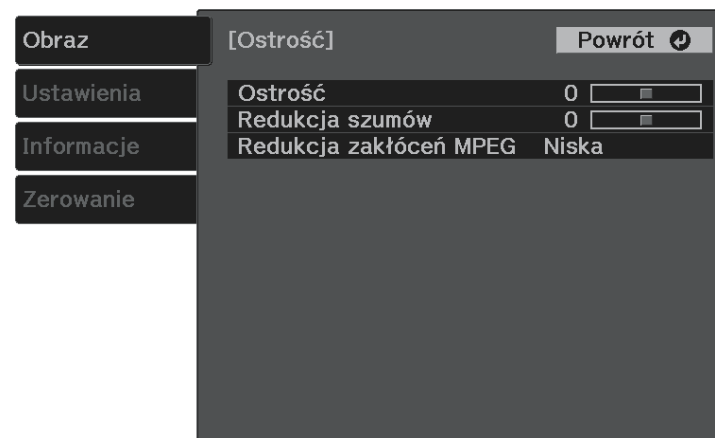 Obraz
Ustawienia
Informacje
Zerowanie
[Ostrość]
Powrót
Ostrość 0
Redukcja szumów 0
Redukcja zakłóceń MPEG Niska